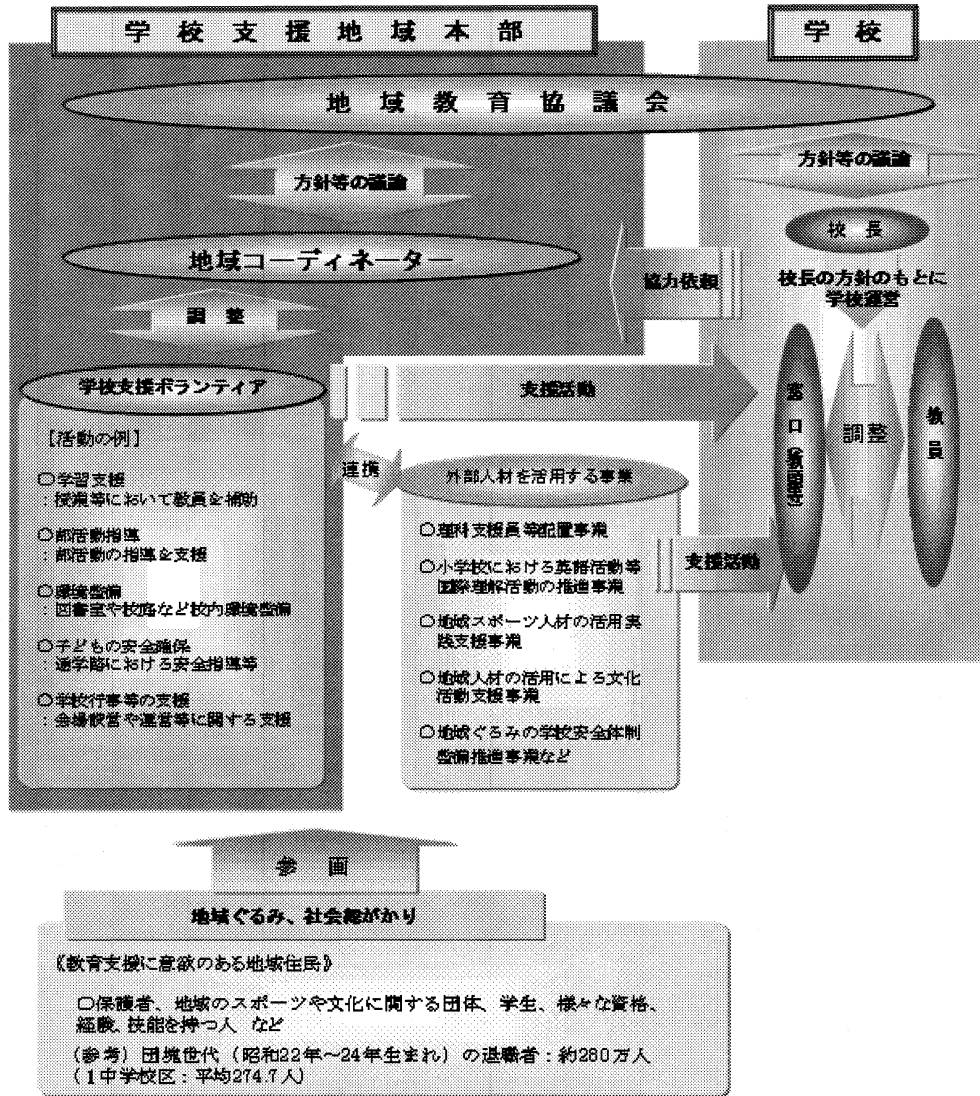 学校支援地域本部
学校
地域教育協議会
方針等の議論
方針等の議論
校長
地域コーディネーター
協力依頼
校長の方針のもとに
学校運営
調整
学校支援ボランティア
支援活動
窓口（教頭等）
調整
教員
【活動の例】
○学習支援
：授業等において教員を補助
○部活動指導
：部活動の指導を支援
○環境整備
：図書室や校庭など校内環境整備
○子どもの安全確保
：通学路における安全指導等
○学校行事等の支援
：会場設営や運営等に関する支援
連携
外部人材を活用する事業
○理科支援員等配置事業
○小学校における英語活動等
国際理解活動の推進事業
○地域スポーツ人材の活用実
践支援事業
○地域人材の活用による文化
活動支援事業
○地域ぐるみの学校安全体制
整備推進事業など
支援活動
参画
地域ぐるみ、社会総がかり
《教育支援に意欲のある地域住民》
○保護者、地域のスポーツや文化に関する団体、学生、様々な資格、
経験、技能を持つ人 など
（参考）団塊世代（昭和22年～24年生まれ）の退職者：約280万人
（1中学校区：平均274.7人）